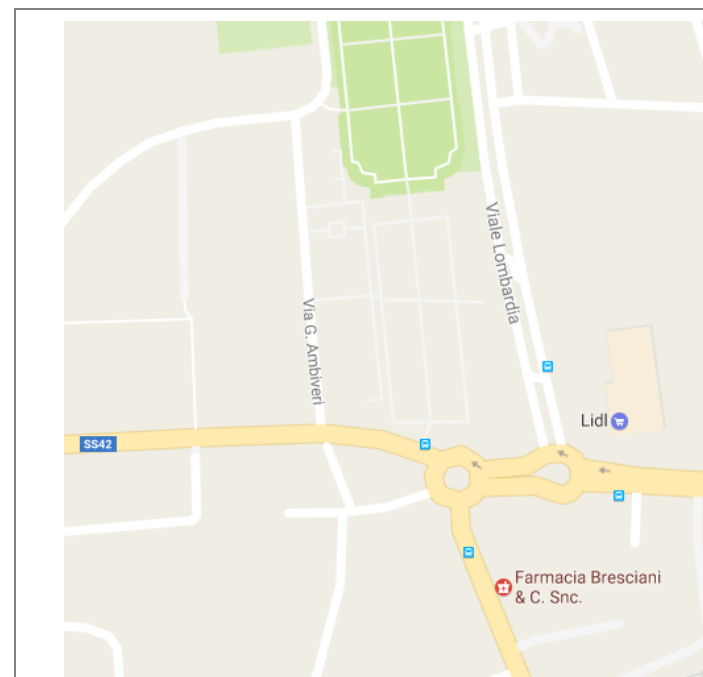 Viale Lombardia
Via G. Ambiveri
Lidl
SS42
Farmacia Bresciani
& C. Snc.